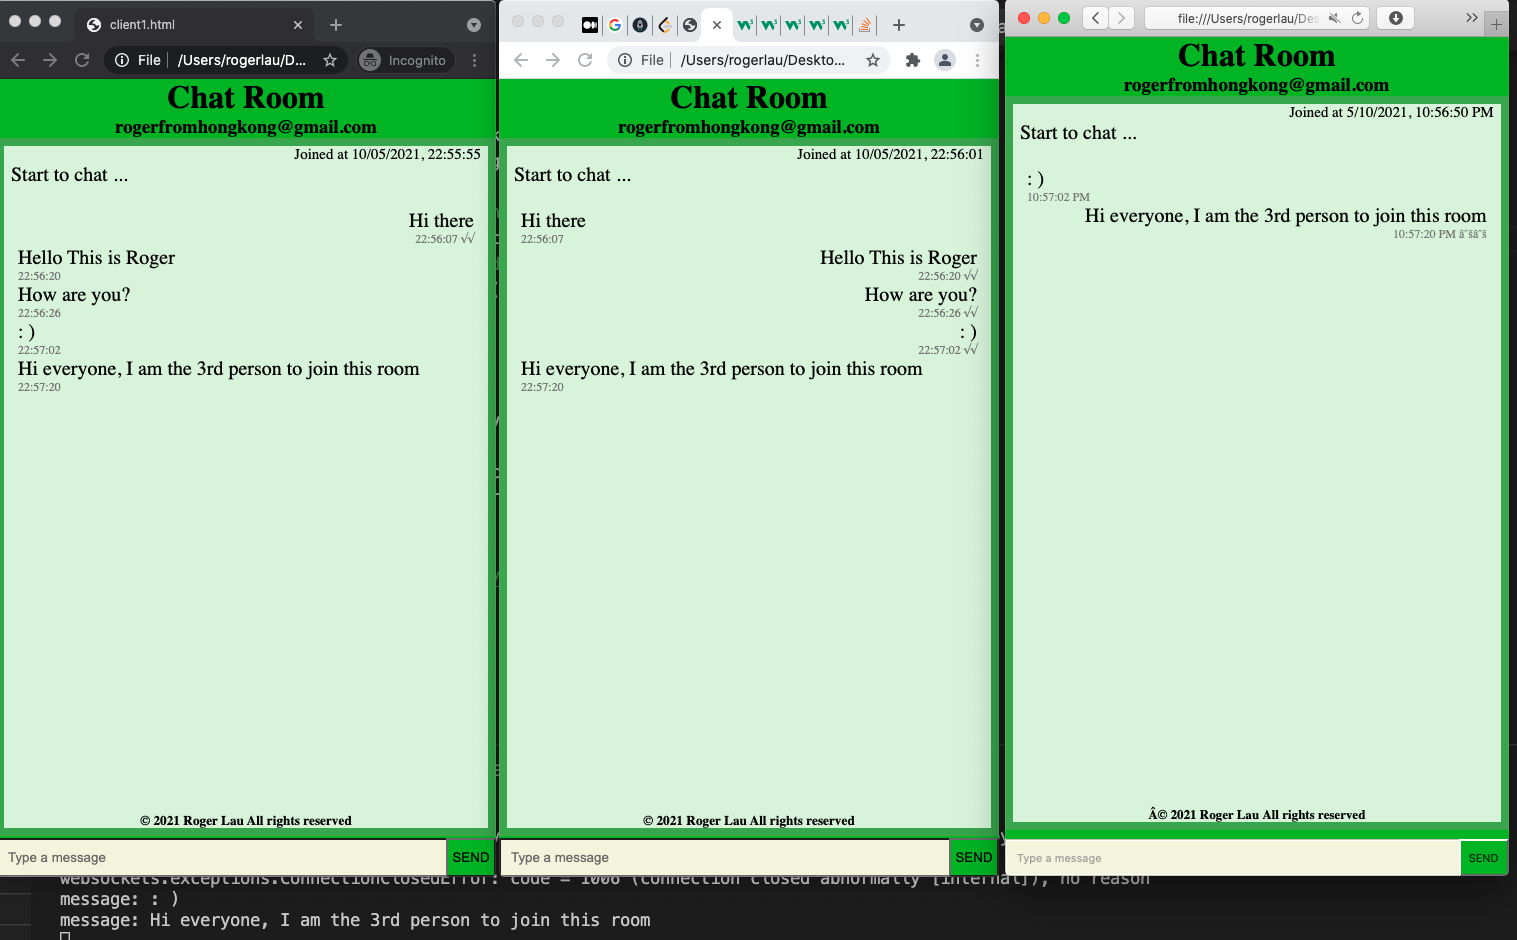 client1.html
File
/Users/rogerlau/D...
Incognito
Chat Room
rogerfromhongkong@gmail.com
Joined at 10/05/2021, 22:55:55
Start to chat ...
Hi there
22:56:07 √√
Hello This is Roger
22:56:20
How are you?
22:56:26
: )
22:57:02
Hi everyone, I am the 3rd person to join this room
22:57:20
© 2021 Roger Lau All rights reserved
Type a message
SEND
File
/Users/rogerlau/Deskto...
Chat Room
rogerfromhongkong@gmail.com
Joined at 10/05/2021, 22:56:01
Start to chat ...
Hi there
22:56:07
Hello This is Roger
22:56:20 √√
How are you?
22:56:26 √√
: )
22:57:02 √√
Hi everyone, I am the 3rd person to join this room
22:57:20
© 2021 Roger Lau All rights reserved
Type a message
SEND
file:///Users/rogerlau/Des
Chat Room
rogerfromhongkong@gmail.com
Joined at 5/10/2021, 10:56:50 PM
Start to chat ...
: )
10:57:02 PM
Hi everyone, I am the 3rd person to join this room
10:57:20 PM âˆšâˆš
Â© 2021 Roger Lau All rights reserved
Type a message
SEND
websockets.exceptions.ConnectionClosedError: code = 1006 (connection closed abnormally [internal]), no reason
message: : )
message: Hi everyone, I am the 3rd person to join this room